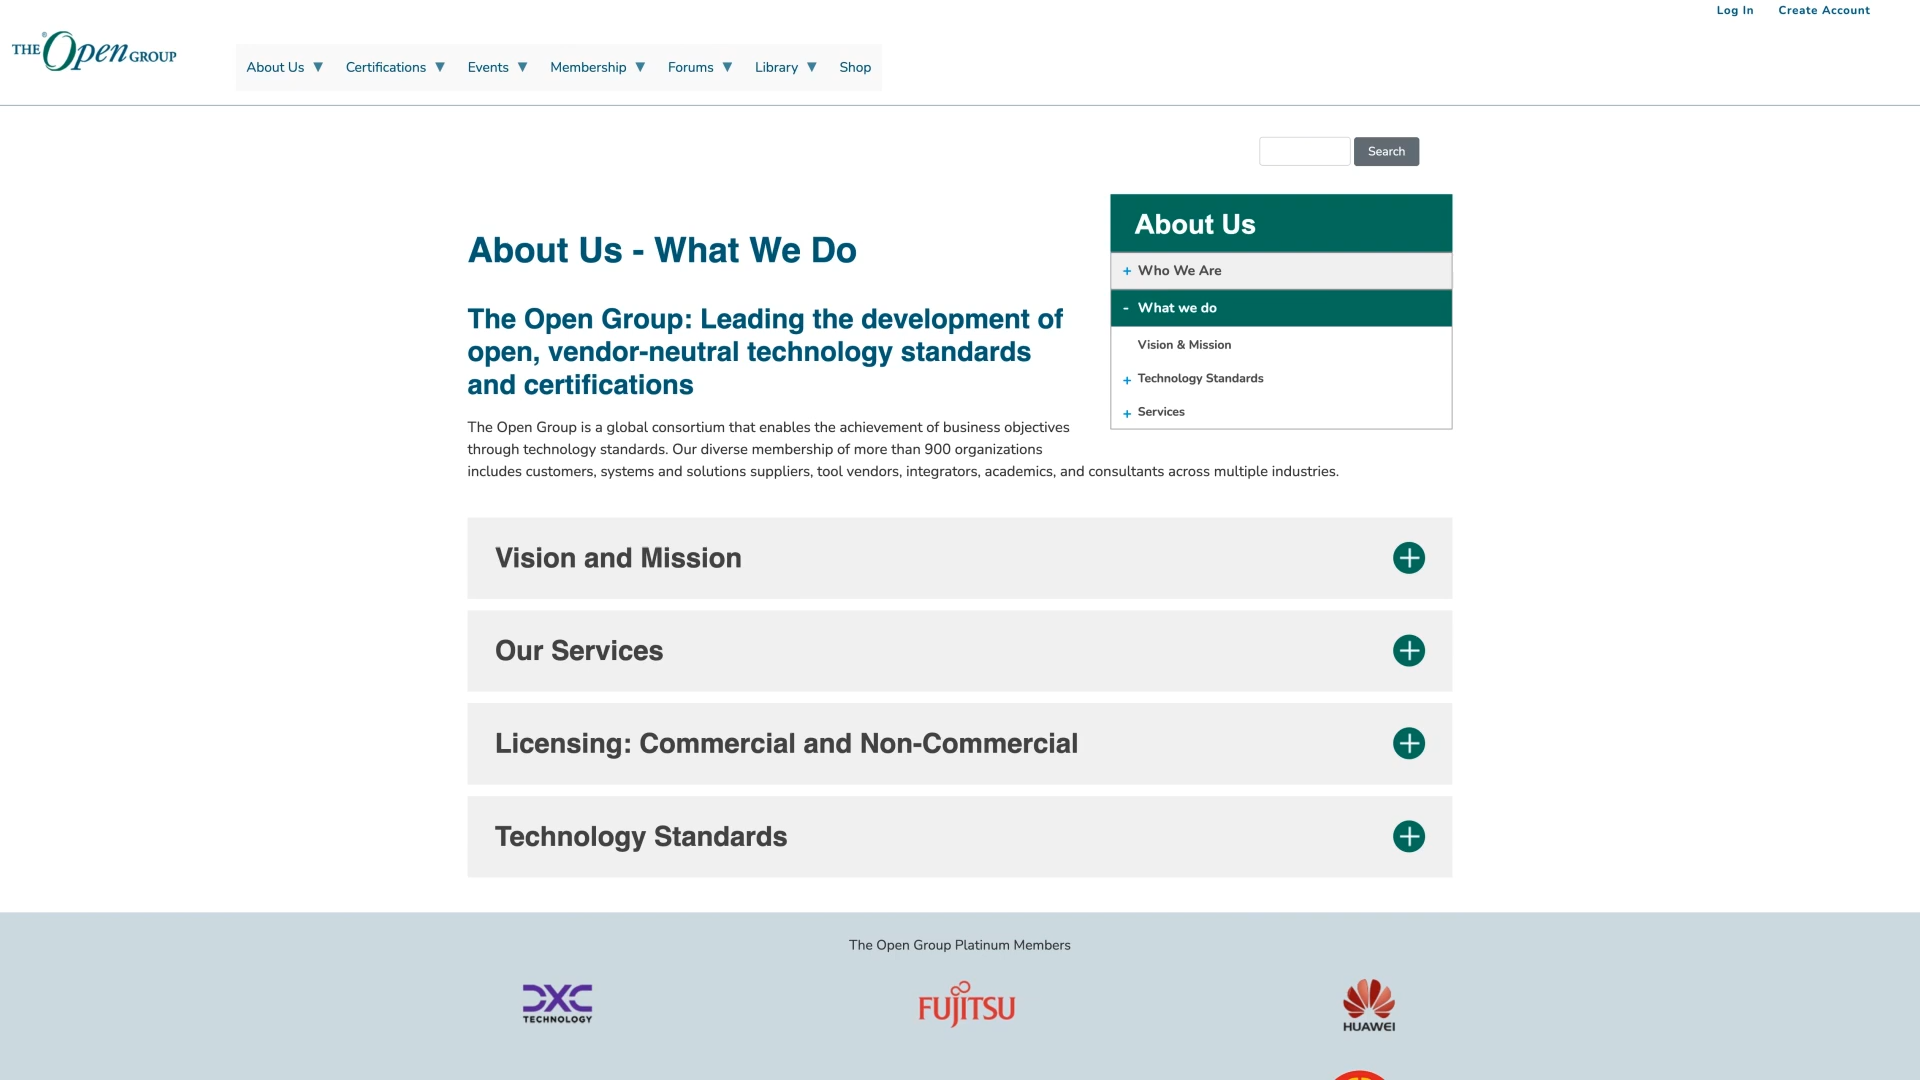 Log In Create Account
THE Open GROUP
About Us ▼ Certifications ▼ Events ▼ Membership ▼ Forums ▼ Library ▼ Shop
Search
About Us
+ Who We Are
- What we do
Vision & Mission
+ Technology Standards
+ Services
About Us - What We Do
The Open Group: Leading the development of
open, vendor-neutral technology standards
and certifications
The Open Group is a global consortium that enables the achievement of business objectives
through technology standards. Our diverse membership of more than 900 organizations
includes customers, systems and solutions suppliers, tool vendors, integrators, academics, and consultants across multiple industries.
Vision and Mission
Our Services
Licensing: Commercial and Non-Commercial
Technology Standards
The Open Group Platinum Members
DXC
TECHNOLOGY
FUJITSU
HUAWEI